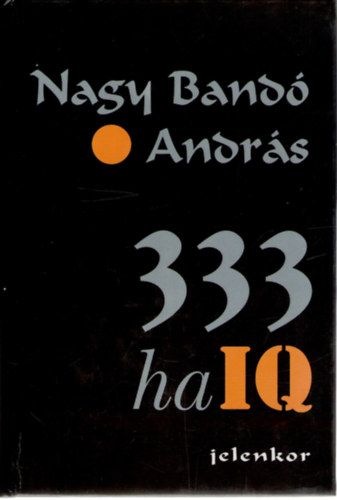 Nagy Bandó
András
333
haIQ
jelenkor